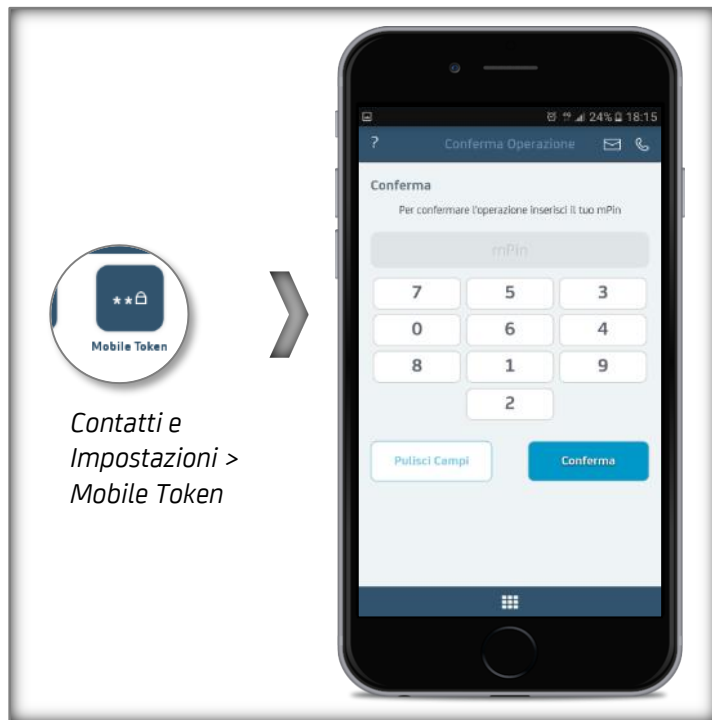 24% 18:15
?
Conferma Operazione
Conferma
Per confermare l'operazione inserisci il tuo mPin
mPin
7 5 3
0 6 4
8 1 9
2
Pulisci Campi Conferma
**
Mobile Token
Contatti e
Impostazioni >
Mobile Token